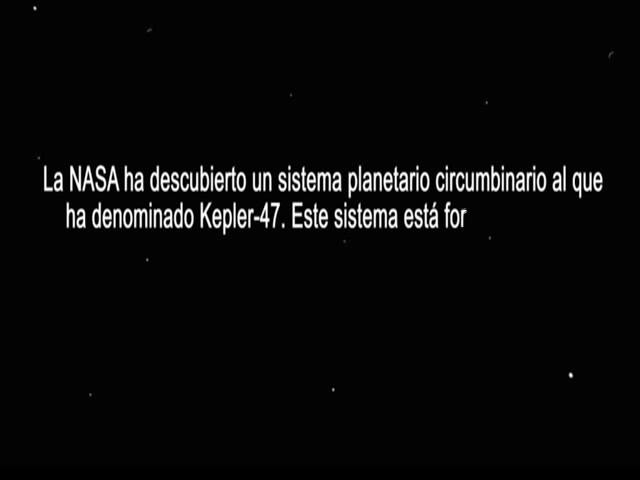 La NASA ha descubierto un sistema planetario circumbinario al que
ha denominado Kepler-47. Este sistema está for